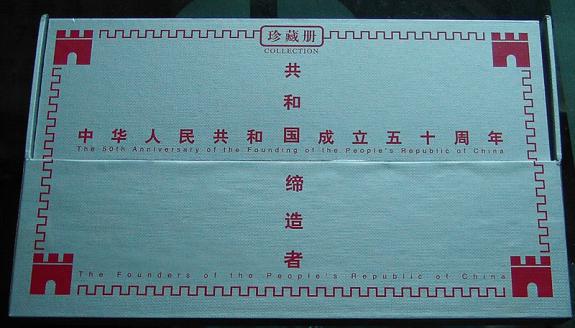 珍藏册
COLLECTION
共和国缔造者
中华人民共和国成立五十周年
The 50th Anniversary of the Founding of the People's Republic of China
The Founders of the People's Republic of China